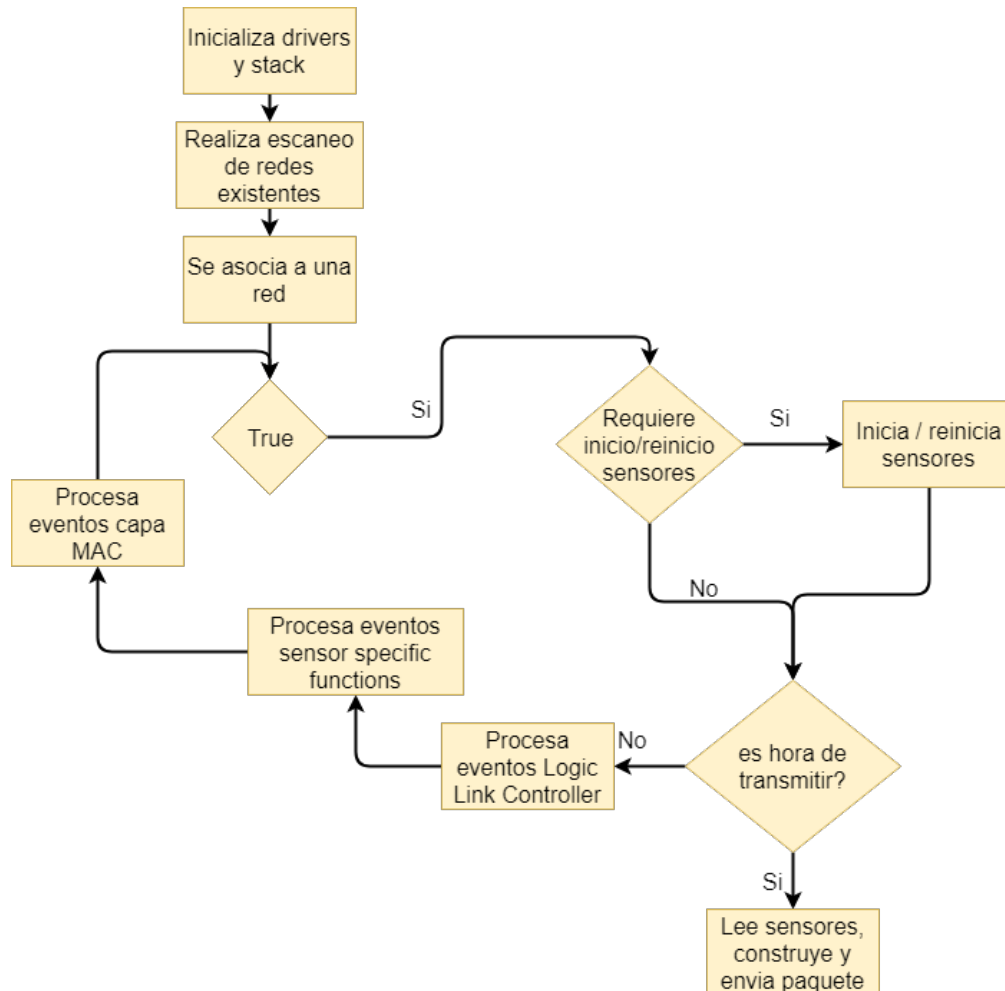 Inicializa drivers
y stack
Realiza escaneo
de redes
existentes
Se asocia a una
red
True
Si
Requiere
inicio/reinicio
sensores
Si
Inicia / reinicia
sensores
No
es hora de
transmitir?
No
Procesa
eventos Logic
Link Controller
Procesa eventos
sensor specific
functions
Procesa
eventos capa
MAC
Si
Lee sensores,
construye y
envia paquete